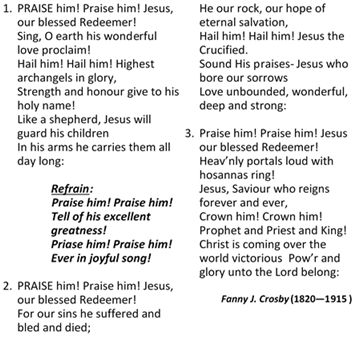 1. PRAISE him! Praise him! Jesus,
our blessed Redeemer!
Sing, O earth his wonderful
love proclaim!
Hail him! Hail him! Highest
archangels in glory,
Strength and honour give to his
holy name!
Like a shepherd, Jesus will
guard his children
In his arms he carries them all
day long:
Refrain:
Praise him! Praise him!
Tell of his excellent
greatness!
Priase him! Praise him!
Ever in joyful song!
2. PRAISE him! Praise him! Jesus,
our blessed Redeemer!
For our sins he suffered and
bled and died;
He our rock, our hope of
eternal salvation,
Hail him! Hail him! Jesus the
Crucified.
Sound His praises- Jesus who
bore our sorrows
Love unbounded, wonderful,
deep and strong:
3. Praise him! Praise him! Jesus
our blessed Redeemer!
Heav'nly portals loud with
hosannas ring!
Jesus, Saviour who reigns
forever and ever,
Crown him! Crown him!
Prophet and Priest and King!
Christ is coming over the
world victorious Pow'r and
glory unto the Lord belong:
Fanny J. Crosby (1820—1915 )